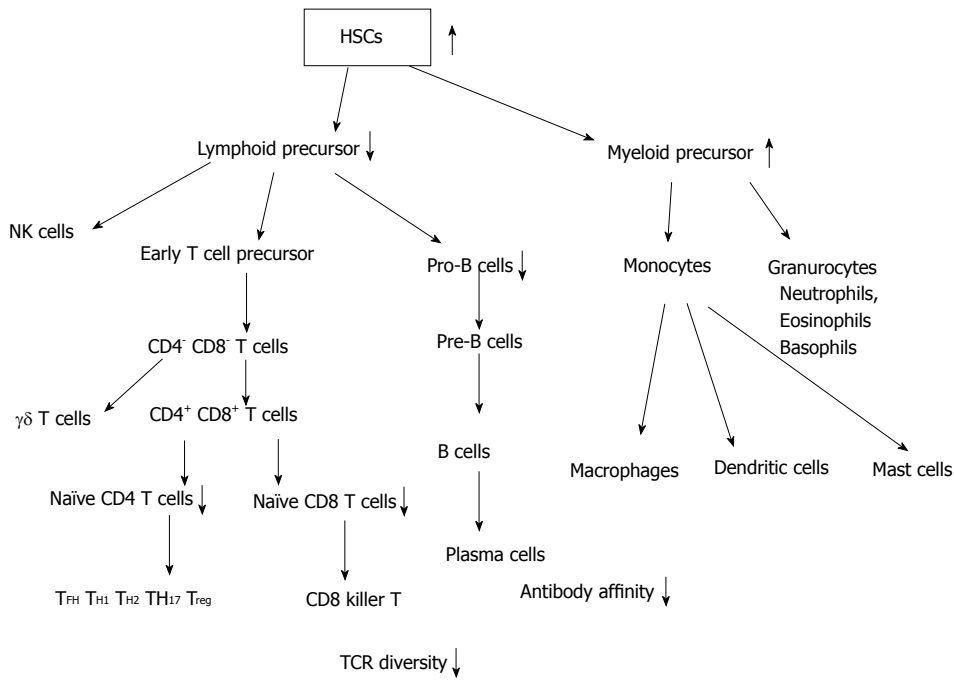 HSCs
Lymphoid precursor
Myeloid precursor
NK cells
Early T cell precursor
Pro-B cells
Monocytes
Granurocytes
Neutrophils,
Eosinophils
Basophils
CD4⁻ CD8⁻ T cells
Pre-B cells
γδ T cells
CD4⁺ CD8⁺ T cells
B cells
Macrophages
Dendritic cells
Mast cells
Naïve CD4 T cells
Naïve CD8 T cells
Plasma cells
TFH TH1 TH2 TH17 Treg
CD8 killer T
Antibody affinity
TCR diversity